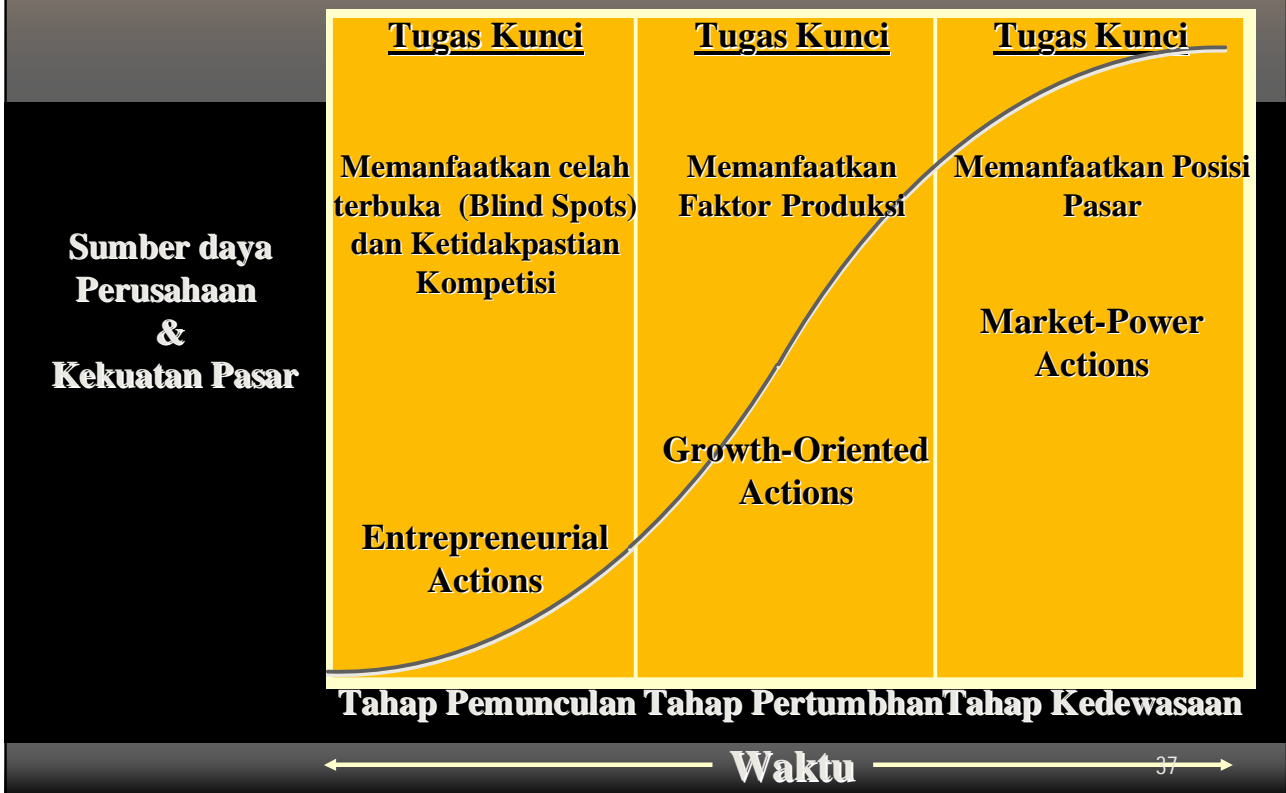 Tugas Kunci
Memanfaatkan celah
terbuka (Blind Spots)
dan Ketidakpastian
Kompetisi
Entrepreneurial
Actions
Tugas Kunci
Memanfaatkan
Faktor Produksi
Growth-Oriented
Actions
Tugas Kunci
Memanfaatkan Posisi
Pasar
Market-Power
Actions
Sumber daya
Perusahaan
&
Kekuatan Pasar
Tahap Pemunculan Tahap Pertumbhan Tahap Kedewasaan
Waktu
37